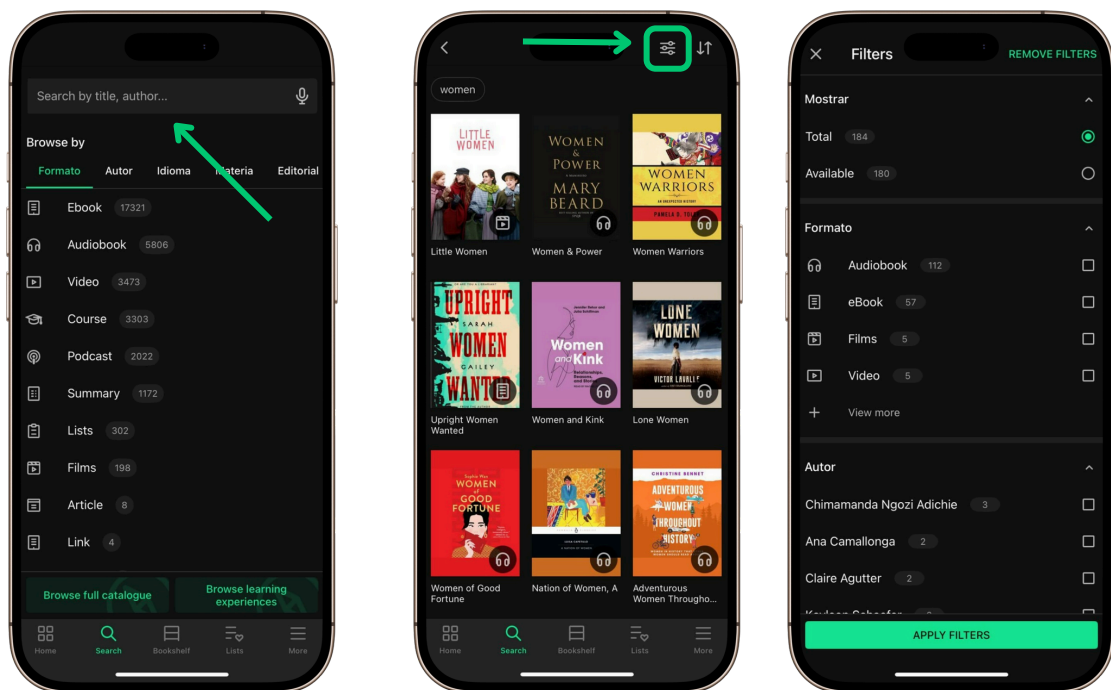 Search by title, author...
Browse by
Formato Autor Idioma Materia Editorial
Ebook 17321
Audiobook 5806
Video 3473
Course 3303
Podcast 2022
Summary 1172
Lists 302
Films 198
Article 8
Link 4
Browse full catalogue
Browse learning
experiences
Home Search Bookshelf Lists More
women
LITTLE
WOMEN
Little Women
WOMEN
&
POWER
MARY
BEARD
Women & Power
WOMEN
WARRIORS
AN UNEXPECTED HISTORY
Women Warriors
UPRIGHT
SARAH
WOMEN
GAILEY
Upright Women
Wanted
Women
and Kink
Women and Kink
LONE
WOMEN
VICTOR LAVALLE
Lone Women
WOMEN
of
GOOD
FORTUNE
Women of Good
Fortune
Nation of Women, A
CHRISTINE BENNET
ADVENTUROUS
WOMEN
THROUGHOUT
HISTORY
Adventurous
Women Througho...
Home Search Bookshelf Lists More
Filters
REMOVE FILTERS
Mostrar
Total 184
Available 180
Formato
Audiobook 112
eBook 57
Films 5
Video 5
View more
Autor
Chimamanda Ngozi Adichie 3
Ana Camallonga 2
Claire Agutter 2
APPLY FILTERS